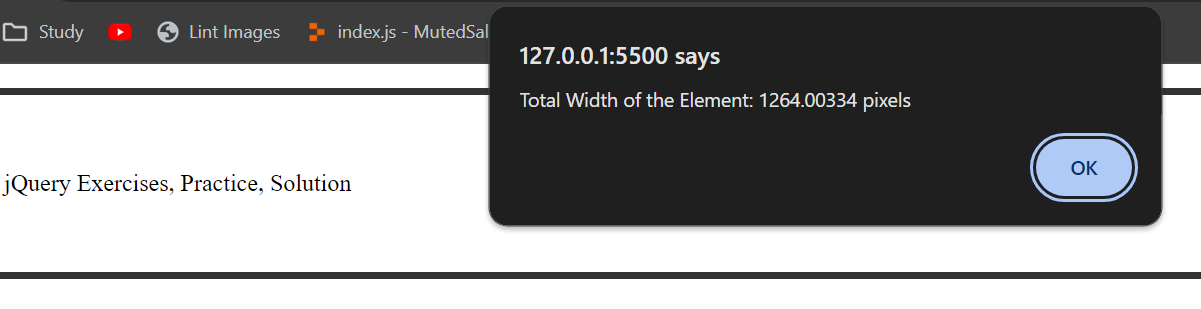 Study
Lint Images
index.js - MutedSal
127.0.0.1:5500 says
Total Width of the Element: 1264.00334 pixels
OK
jQuery Exercises, Practice, Solution